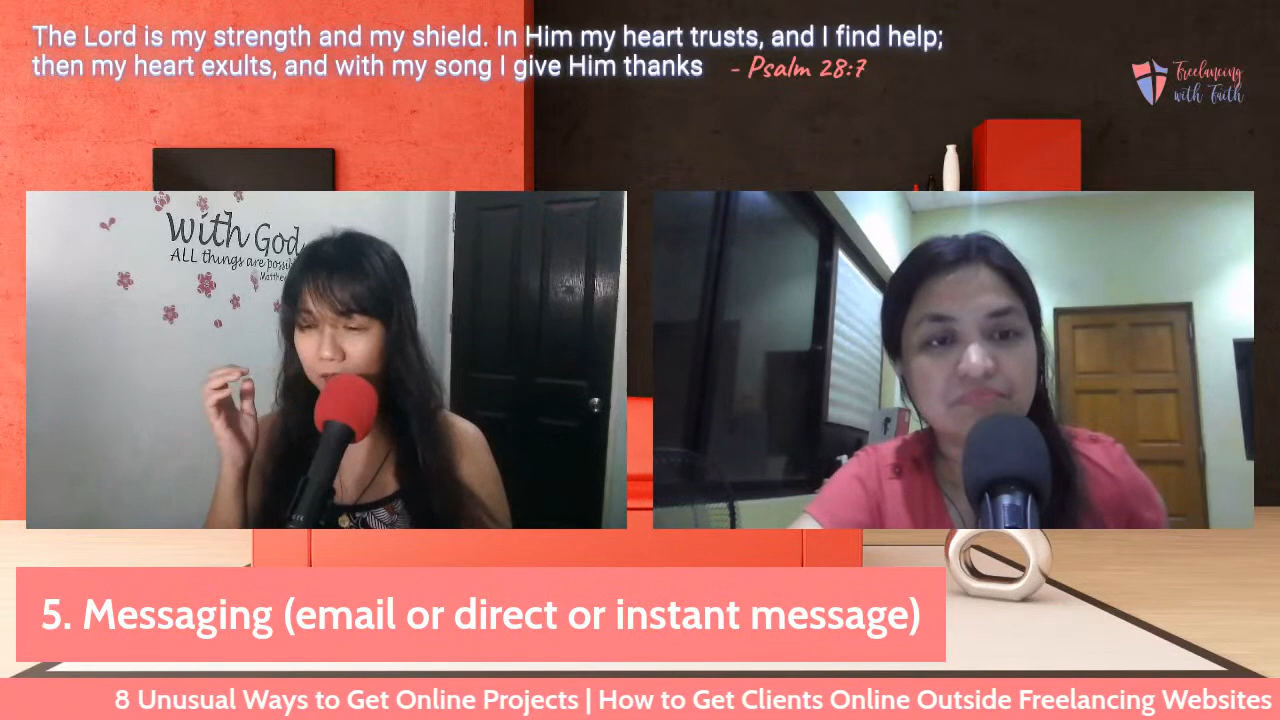 The Lord is my strength and my shield. In Him my heart trusts, and I find help;
then my heart exults, and with my song I give Him thanks - Psalm 28:7
Freelancing
with Faith
with God
ALL things are
5. Messaging (email or direct or instant message)
8 Unusual Ways to Get Online Projects | How to Get Clients Online Outside Freelancing Websites